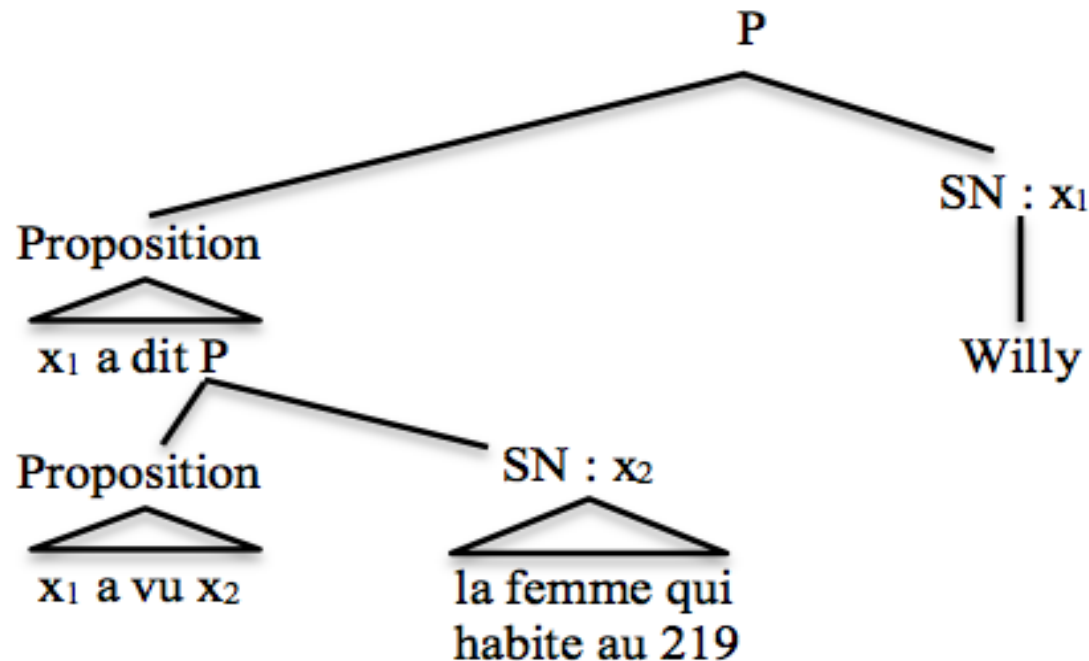 P
SN : x₁
Proposition
x₁ a dit P
Willy
Proposition
SN : x₂
x₁ a vu x₂
la femme qui
habite au 219